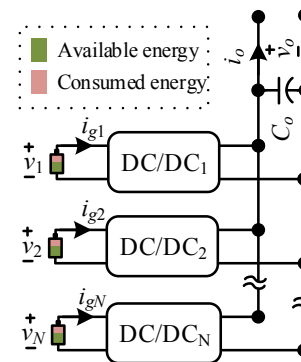 Available energy
Consumed energy
i_o
+ v_o −
C_o
i_g1
+
v_1
−
DC/DC_1
i_g2
+
v_2
−
DC/DC_2
i_gN
+
v_N
−
DC/DC_N